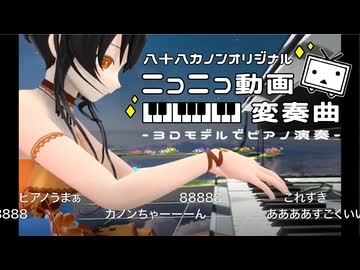 八十八カノンオリジナル
ニコニコ動画
変奏曲
-3Dモデルでピアノ演奏-
ピアノうまぁ
88888
これすき
8888
カノンちゃーーーん
ああああすごくいい